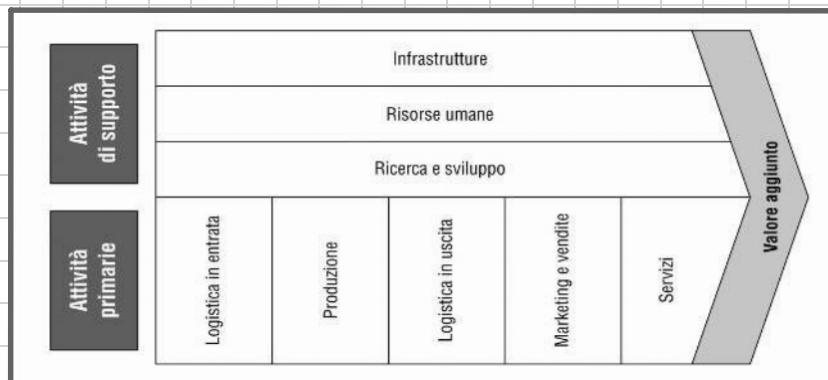 Attività
di supporto
Infrastrutture
Risorse umane
Ricerca e sviluppo
Attività
primarie
Logistica in entrata
Produzione
Logistica in uscita
Marketing e vendite
Servizi
Valore aggiunto